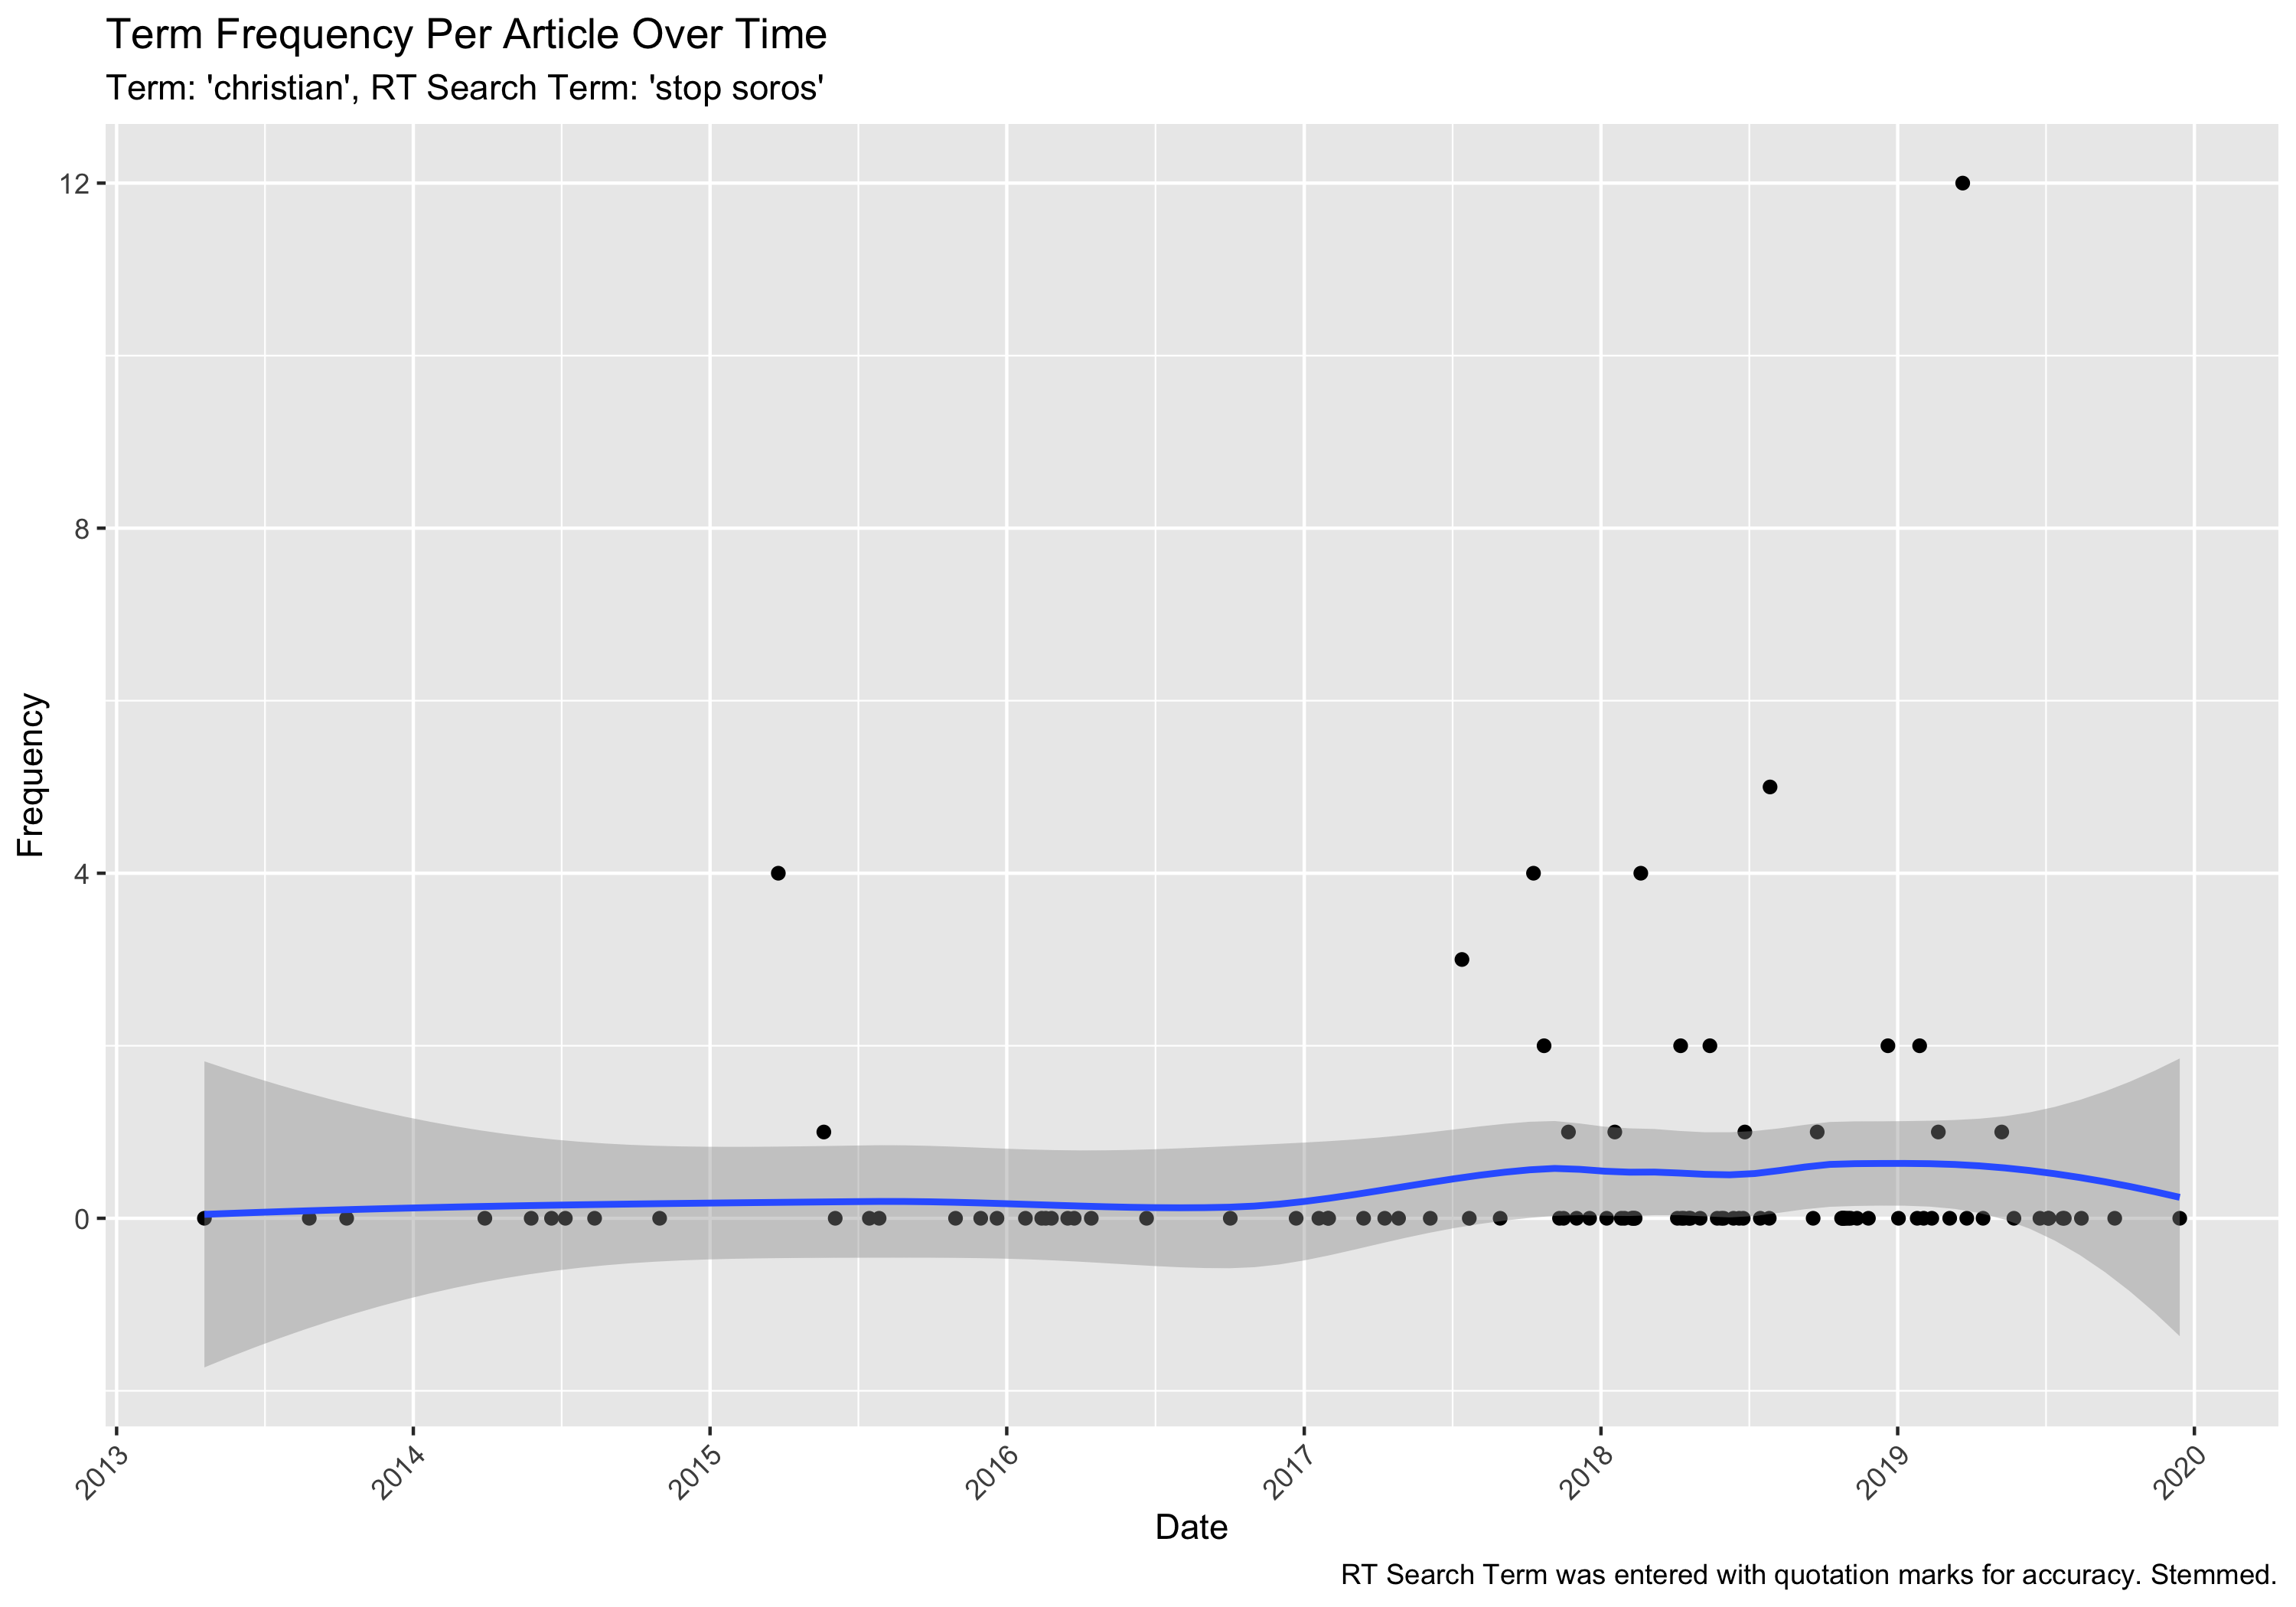 Term Frequency Per Article Over Time
Term: 'christian', RT Search Term: 'stop soros'
12
8
4
0
Frequency
2013
2014
2015
2016
2017
2018
2019
2020
Date
RT Search Term was entered with quotation marks for accuracy. Stemmed.